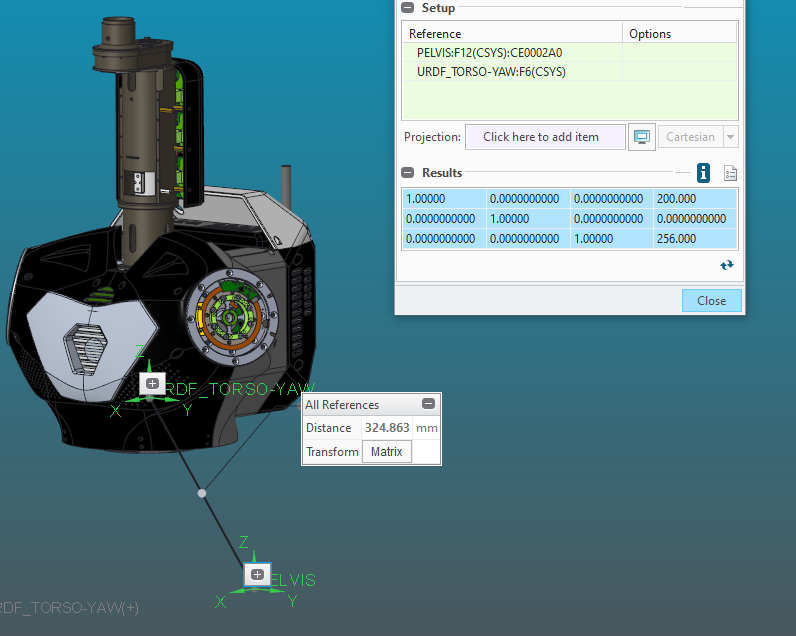 Setup
Reference Options
PELVIS:F12(CSYS):CE0002A0
URDF_TORSO-YAW:F6(CSYS)
Projection: Click here to add item Cartesian
Results
1.00000 0.0000000000 0.0000000000 200.000
0.0000000000 1.00000 0.0000000000 0.0000000000
0.0000000000 0.0000000000 1.00000 256.000
Close
Z
RDF_TORSO-YAW
X Y
All References
Distance 324.863 mm
Transform Matrix
Z
ELVIS
X Y
RDF_TORSO-YAW(+)